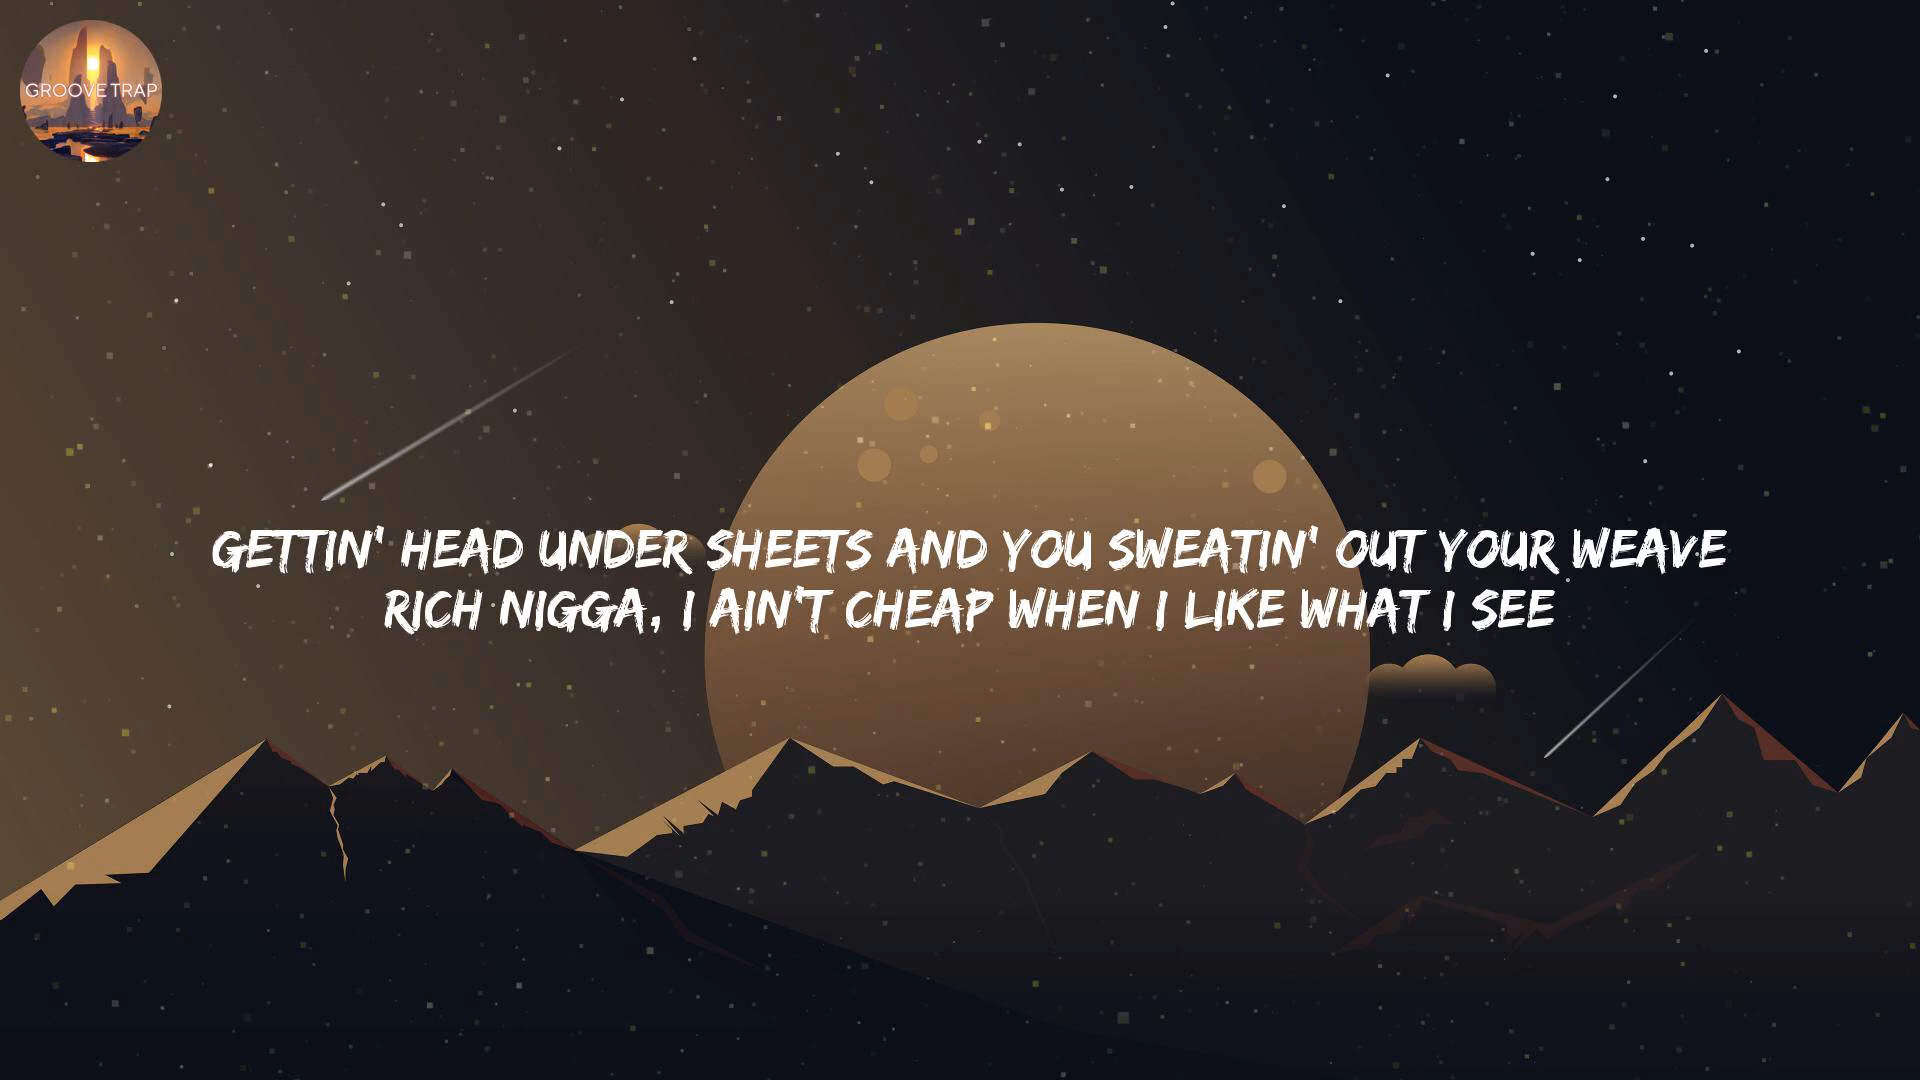 GROOVE TRAP
GETTIN' HEAD UNDER SHEETS AND YOU SWEATIN' OUT YOUR WEAVE
RICH NIGGA, I AIN'T CHEAP WHEN I LIKE WHAT I SEE